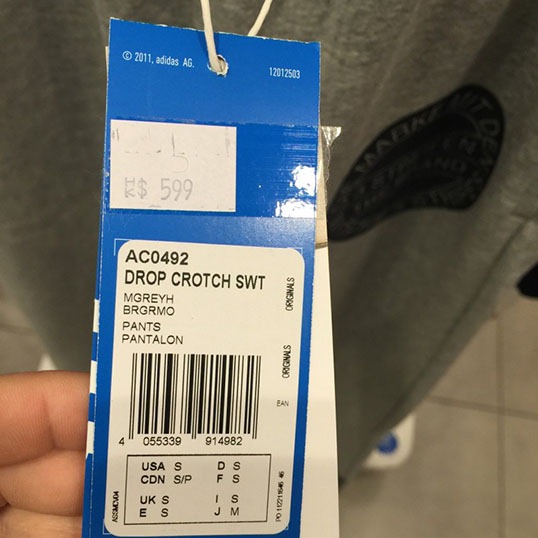 © 2011, adidas AG.
12012503
HK$ 599
AC0492
DROP CROTCH SWT
MGREYH
BRGRMO
PANTS
PANTALON
ORIGINALS
ORIGINALS
EAN
4 055339 914982
USA S D S
CDN S/P F S
UK S I S
E S J M